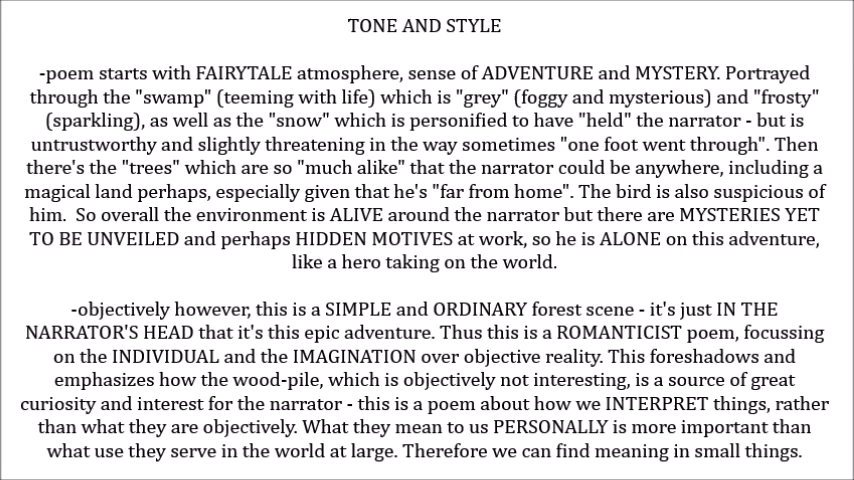 TONE AND STYLE
-poem starts with FAIRYTALE atmosphere, sense of ADVENTURE and MYSTERY. Portrayed
through the "swamp" (teeming with life) which is "grey" (foggy and mysterious) and "frosty"
(sparkling), as well as the "snow" which is personified to have "held" the narrator - but is
untrustworthy and slightly threatening in the way sometimes "one foot went through". Then
there's the "trees" which are so "much alike" that the narrator could be anywhere, including a
magical land perhaps, especially given that he's "far from home". The bird is also suspicious of
him. So overall the environment is ALIVE around the narrator but there are MYSTERIES YET
TO BE UNVEILED and perhaps HIDDEN MOTIVES at work, so he is ALONE on this adventure,
like a hero taking on the world.
-objectively however, this is a SIMPLE and ORDINARY forest scene - it's just IN THE
NARRATOR'S HEAD that it's this epic adventure. Thus this is a ROMANTICIST poem, focussing
on the INDIVIDUAL and the IMAGINATION over objective reality. This foreshadows and
emphasizes how the wood-pile, which is objectively not interesting, is a source of great
curiosity and interest for the narrator - this is a poem about how we INTERPRET things, rather
than what they are objectively. What they mean to us PERSONALLY is more important than
what use they serve in the world at large. Therefore we can find meaning in small things.